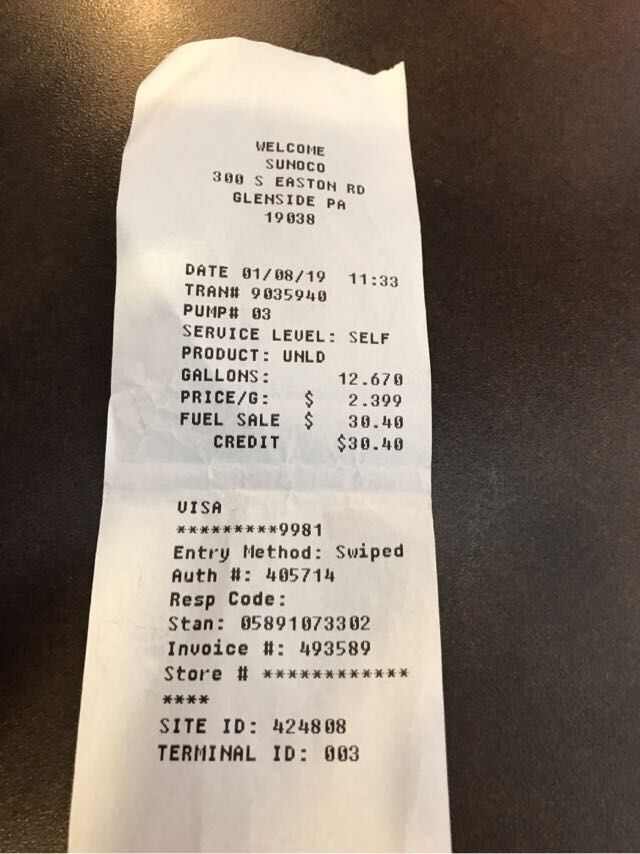 WELCOME
SUNOCO
300 S EASTON RD
GLENSIDE PA
19038
DATE 01/08/19 11:33
TRAN# 9035940
PUMP# 03
SERVICE LEVEL: SELF
PRODUCT: UNLD
GALLONS: 12.670
PRICE/G: $ 2.399
FUEL SALE $ 30.40
CREDIT $30.40
VISA
*********9981
Entry Method: Swiped
Auth #: 405714
Resp Code:
Stan: 05891073302
Invoice #: 493589
Store # ************
****
SITE ID: 424808
TERMINAL ID: 003